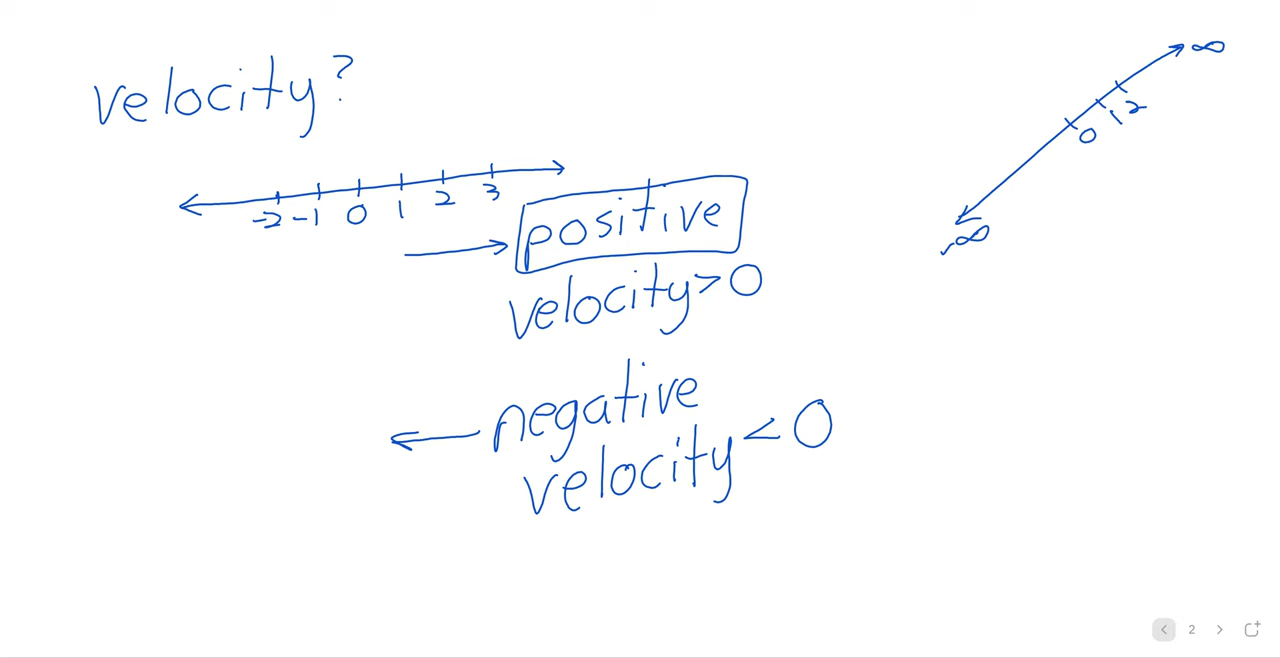 velocity?
∞
0 1 2
-2 -1 0 1 2 3
-∞
positive
velocity > 0
negative
velocity < 0
2